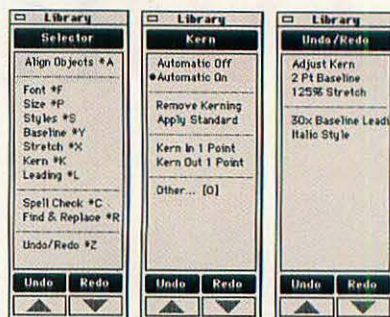 Library
Selector
Align Objects *A
Font *F
Size *P
Styles *S
Baseline *Y
Stretch *X
Kern *K
Leading *L
Spell Check *C
Find & Replace *R
Undo/Redo *Z
Undo Redo
Library
Kern
Automatic Off
●Automatic On
Remove Kerning
Apply Standard
Kern In 1 Point
Kern Out 1 Point
Other... [O]
Undo Redo
Library
Undo/Redo
Adjust Kern
2 Pt Baseline
125% Stretch
30x Baseline Leadi
Italic Style
Undo Redo